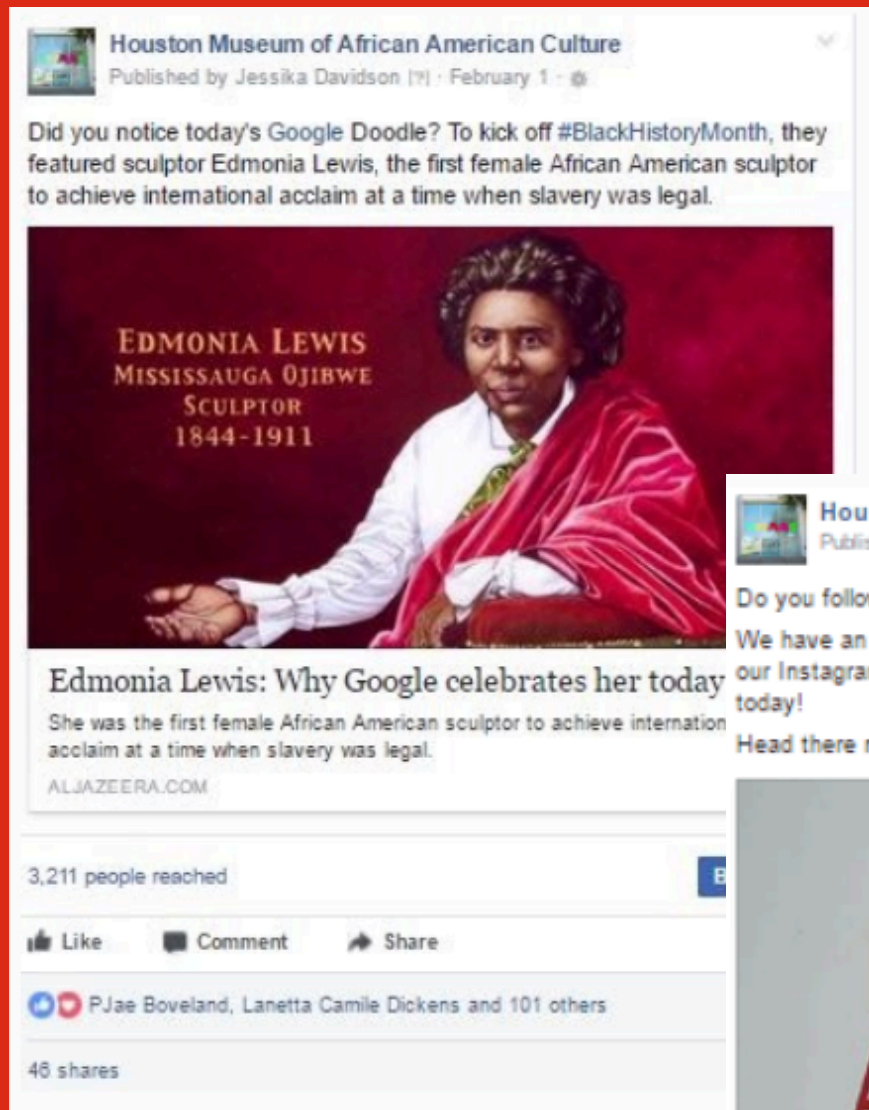 Houston Museum of African American Culture
Published by Jessika Davidson [?] · February 1 ·
Did you notice today's Google Doodle? To kick off #BlackHistoryMonth, they
featured sculptor Edmonia Lewis, the first female African American sculptor
to achieve international acclaim at a time when slavery was legal.
EDMONIA LEWIS
MISSISSAUGA OJIBWE
SCULPTOR
1844-1911
Edmonia Lewis: Why Google celebrates her today
She was the first female African American sculptor to achieve internation
acclaim at a time when slavery was legal.
ALJAZEERA.COM
3,211 people reached
B
Like Comment Share
PJae Boveland, Lanetta Camile Dickens and 101 others
46 shares
Hou
Publis
Do you follow
We have an
our Instagra
today!
Head there